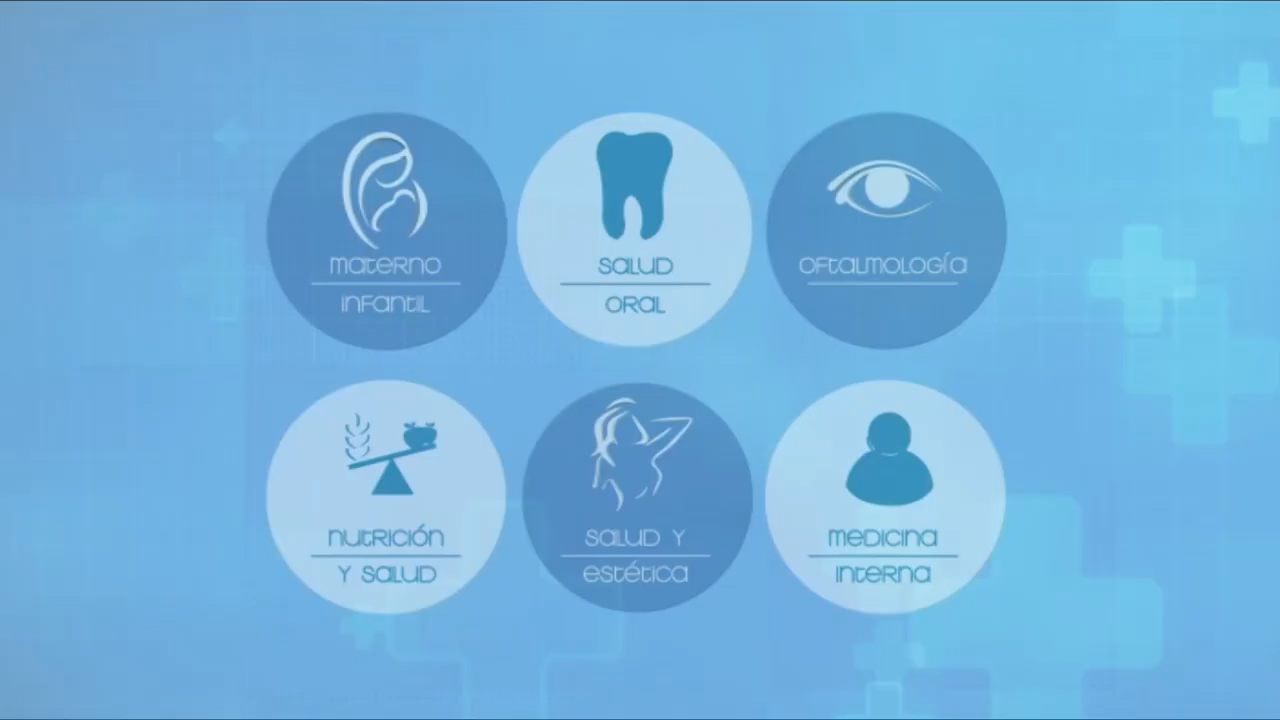 materno
infantil
salud
oral
oftalmología
nutrición
y salud
salud y
estética
medicina
interna